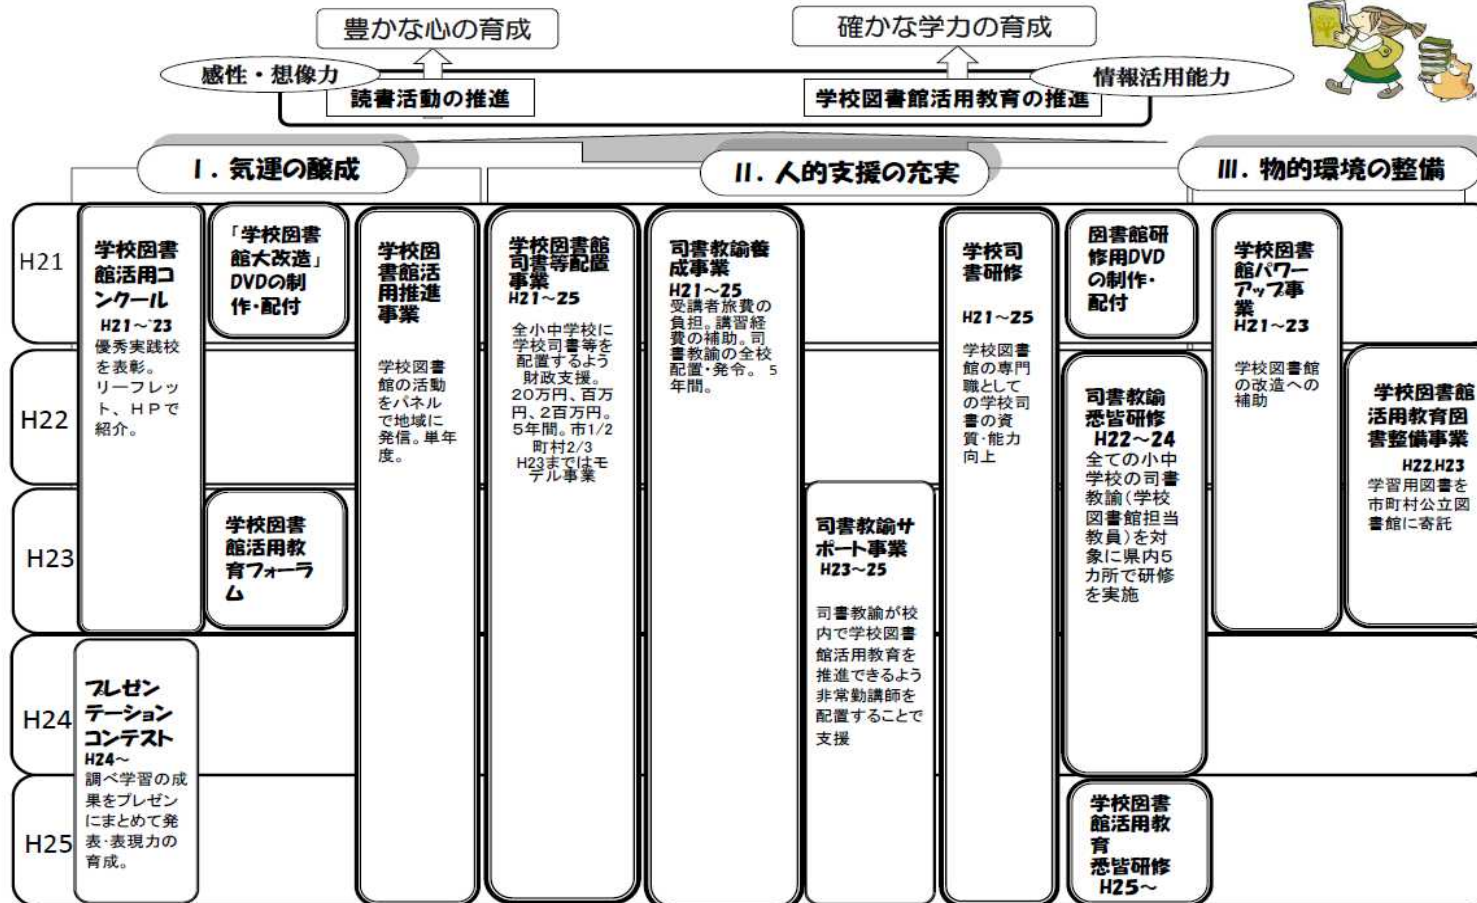 豊かな心の育成
確かな学力の育成
感性・想像力
情報活用能力
読書活動の推進
学校図書館活用教育の推進
I．気運の醸成
II．人的支援の充実
III．物的環境の整備
H21
H22
H23
H24
H25
学校図書
館活用コ
ンクール
H21～23
優秀実践校
を表彰。
リーフレッ
ト、ＨＰで
紹介。
「学校図書
館大改造」
DVDの制
作・配付
学校図書
館活用教
育フォーラ
ム
プレゼン
テーション
コンテスト
H24～
調べ学習の成
果をプレゼン
にまとめて発
表・表現力の
育成。
学校図
書館活
用推進
事業
学校図書
館の活動
をパネル
で地域に
発信。単年
度。
学校図書館
司書等配置
事業
H21～25
全小中学校に
学校司書等を
配置するよう
財政支援。
20万円、百万
円、2百万円。
5年間。市1/2
町村2/3
H23まではモ
デル事業
司書教諭養
成事業
H21～25
受講者旅費の
負担。講習経
費の補助。司
書教諭の全校
配置・発令。 5
年間。
司書教諭サ
ポート事業
H23～25
司書教諭が校
内で学校図書
館活用教育を
推進できるよう
非常勤講師を
配置することで
支援
学校司
書研修
H21～25
学校図書
館の専門
職として
の学校司
書の資
質・能力
向上
図書館研
修用DVD
の制作・
配付
司書教諭
悉皆研修
H22～24
全ての小中
学校の司書
教諭（学校
図書館担当
教員）を対
象に県内5
カ所で研修
を実施
学校図書
館活用教
育
悉皆研修
H25～
学校図書
館パワー
アップ事
業
H21～23
学校図書館
の改造への
補助
学校図書館
活用教育図
書整備事業
H22.H23
学習用図書を
市町村公立図
書館に寄託